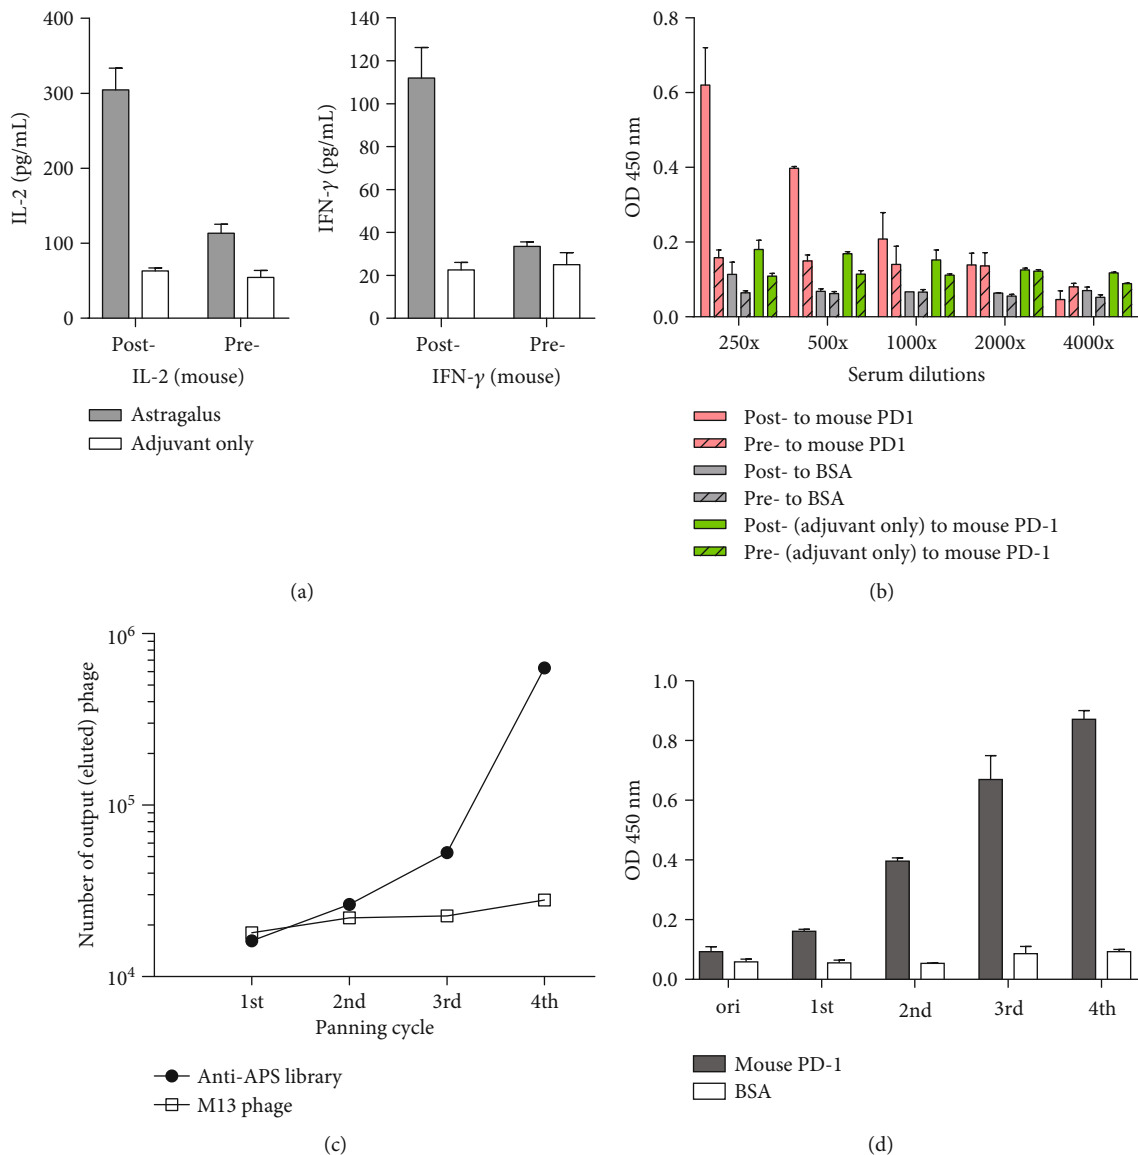 400
300
200
100
0
IL-2 (pg/mL)
Post-
Pre-
IL-2 (mouse)
140
120
100
80
60
40
20
0
IFN-γ (pg/mL)
Post-
Pre-
IFN-γ (mouse)
Astragalus
Adjuvant only
(a)
0.8
0.6
0.4
0.2
0.0
OD 450 nm
250x
500x
1000x
2000x
4000x
Serum dilutions
Post- to mouse PD1
Pre- to mouse PD1
Post- to BSA
Pre- to BSA
Post- (adjuvant only) to mouse PD-1
Pre- (adjuvant only) to mouse PD-1
(b)
10⁶
10⁵
10⁴
Number of output (eluted) phage
1st
2nd
3rd
4th
Panning cycle
Anti-APS library
M13 phage
(c)
1.0
0.8
0.6
0.4
0.2
0.0
OD 450 nm
ori
1st
2nd
3rd
4th
Mouse PD-1
BSA
(d)